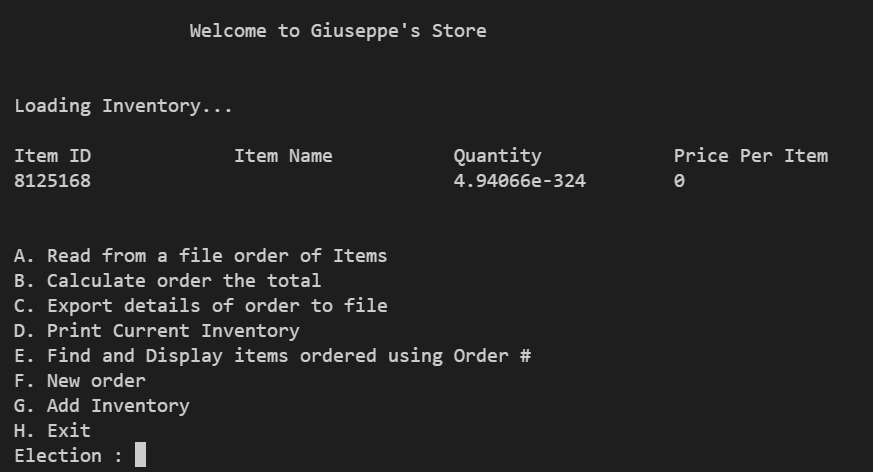 Welcome to Giuseppe's Store
Loading Inventory...
Item ID Item Name Quantity Price Per Item
8125168 4.94066e-324 0
A. Read from a file order of Items
B. Calculate order the total
C. Export details of order to file
D. Print Current Inventory
E. Find and Display items ordered using Order #
F. New order
G. Add Inventory
H. Exit
Election :